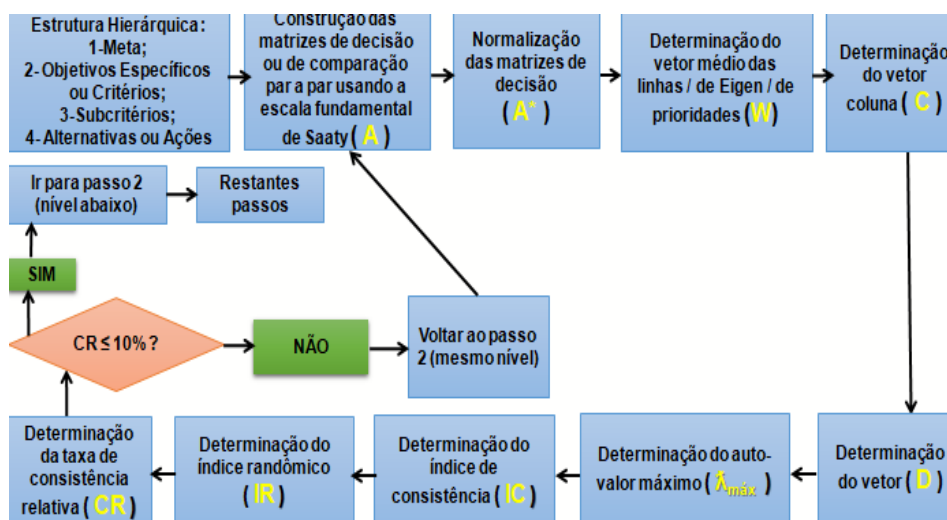 Estrutura Hierárquica:
1-Meta;
2- Objetivos Específicos
ou Critérios;
3-Subcritérios;
4- Alternativas ou Ações
Construção das
matrizes de decisão
ou de comparação
par a par usando a
escala fundamental
de Saaty ( A )
Normalização
das matrizes de
decisão
( A* )
Determinação do
vetor médio das
linhas / de Eigen / de
prioridades (W)
Determinação
do vetor
coluna ( C )
Ir para passo 2
(nível abaixo)
Restantes
passos
SIM
CR ≤ 10% ?
NÃO
Voltar ao passo
2 (mesmo nível)
Determinação
da taxa de
consistência
relativa ( CR )
Determinação do
índice randômico
( IR )
Determinação do
índice de
consistência ( IC )
Determinação do auto-
valor máximo ( λmáx )
Determinação
do vetor ( D )